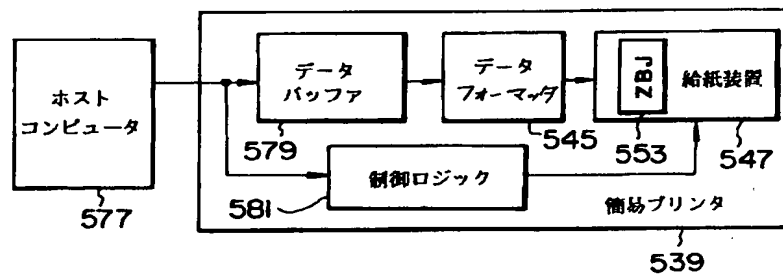 ホスト
コンピュータ
577
データ
バッファ
579
データ
フォーマッタ
545
ZBJ
553
給紙装置
547
制御ロジック
581
簡易プリンタ
539